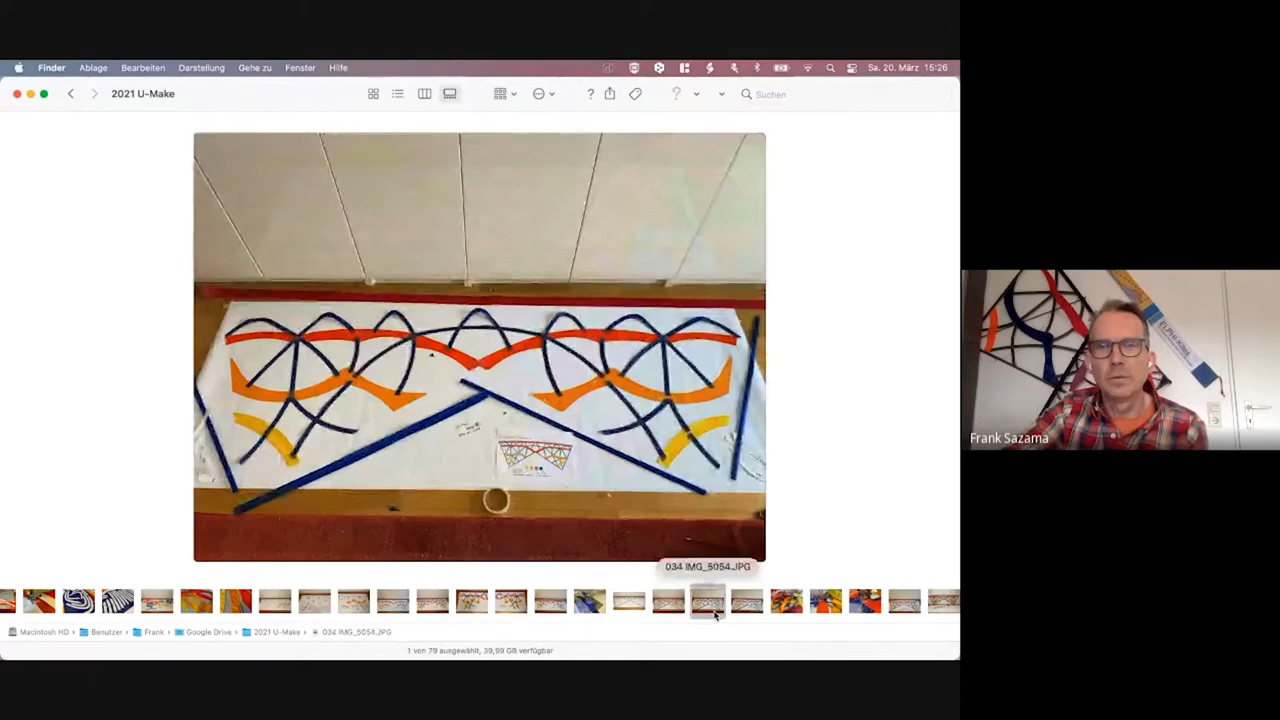 Finder Ablage Bearbeiten Darstellung Gehe zu Fenster Hilfe
Sa. 20. März 15:26
2021 U-Make
Suchen
034 IMG_5054.JPG
Macintosh HD › Benutzer › Frank › Google Drive › 2021 U-Make › 034 IMG_5054.JPG
1 von 79 ausgewählt, 39,99 GB verfügbar
ELPHI-Kites
Frank Sazama